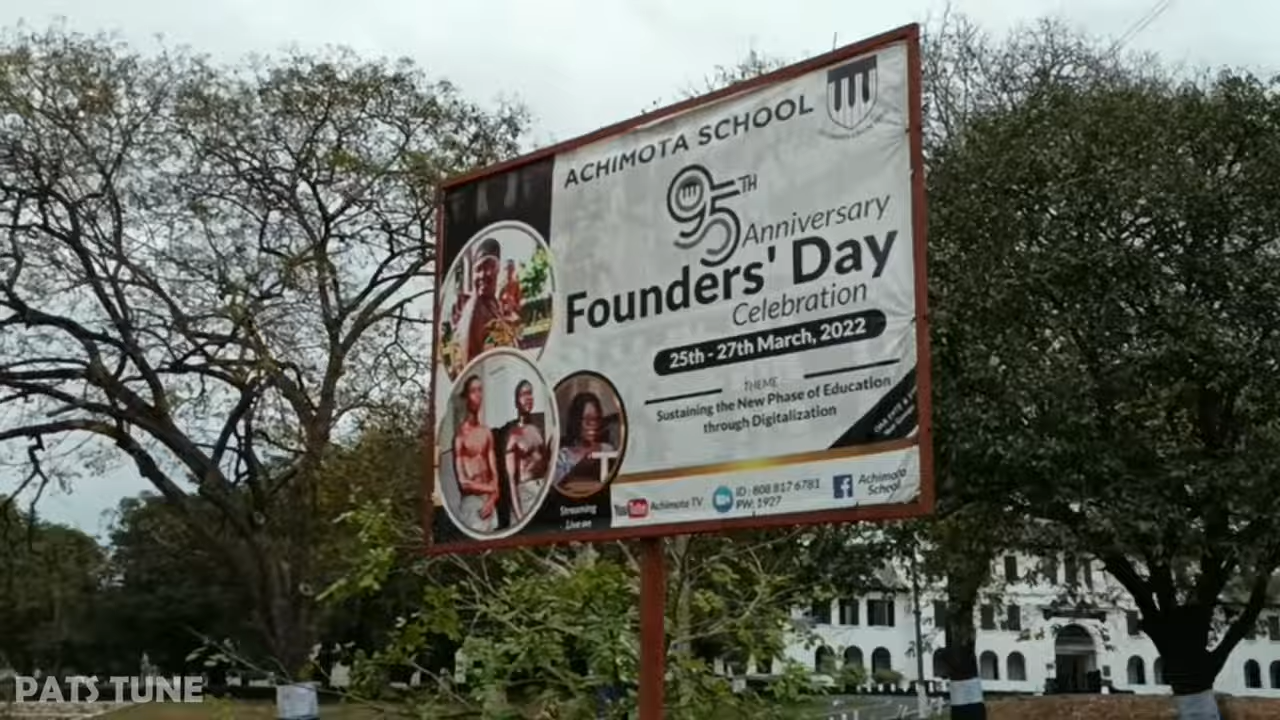 ACHIMOTA SCHOOL
95TH
Anniversary
Founders' Day
Celebration
25th - 27th March, 2022
THEME
Sustaining the New Phase of Education
through Digitalization
Streaming
Live on
YouTube Achimota TV
ID : 808 817 6781
PW: 1927
f Achimota
School
PATS TUNE